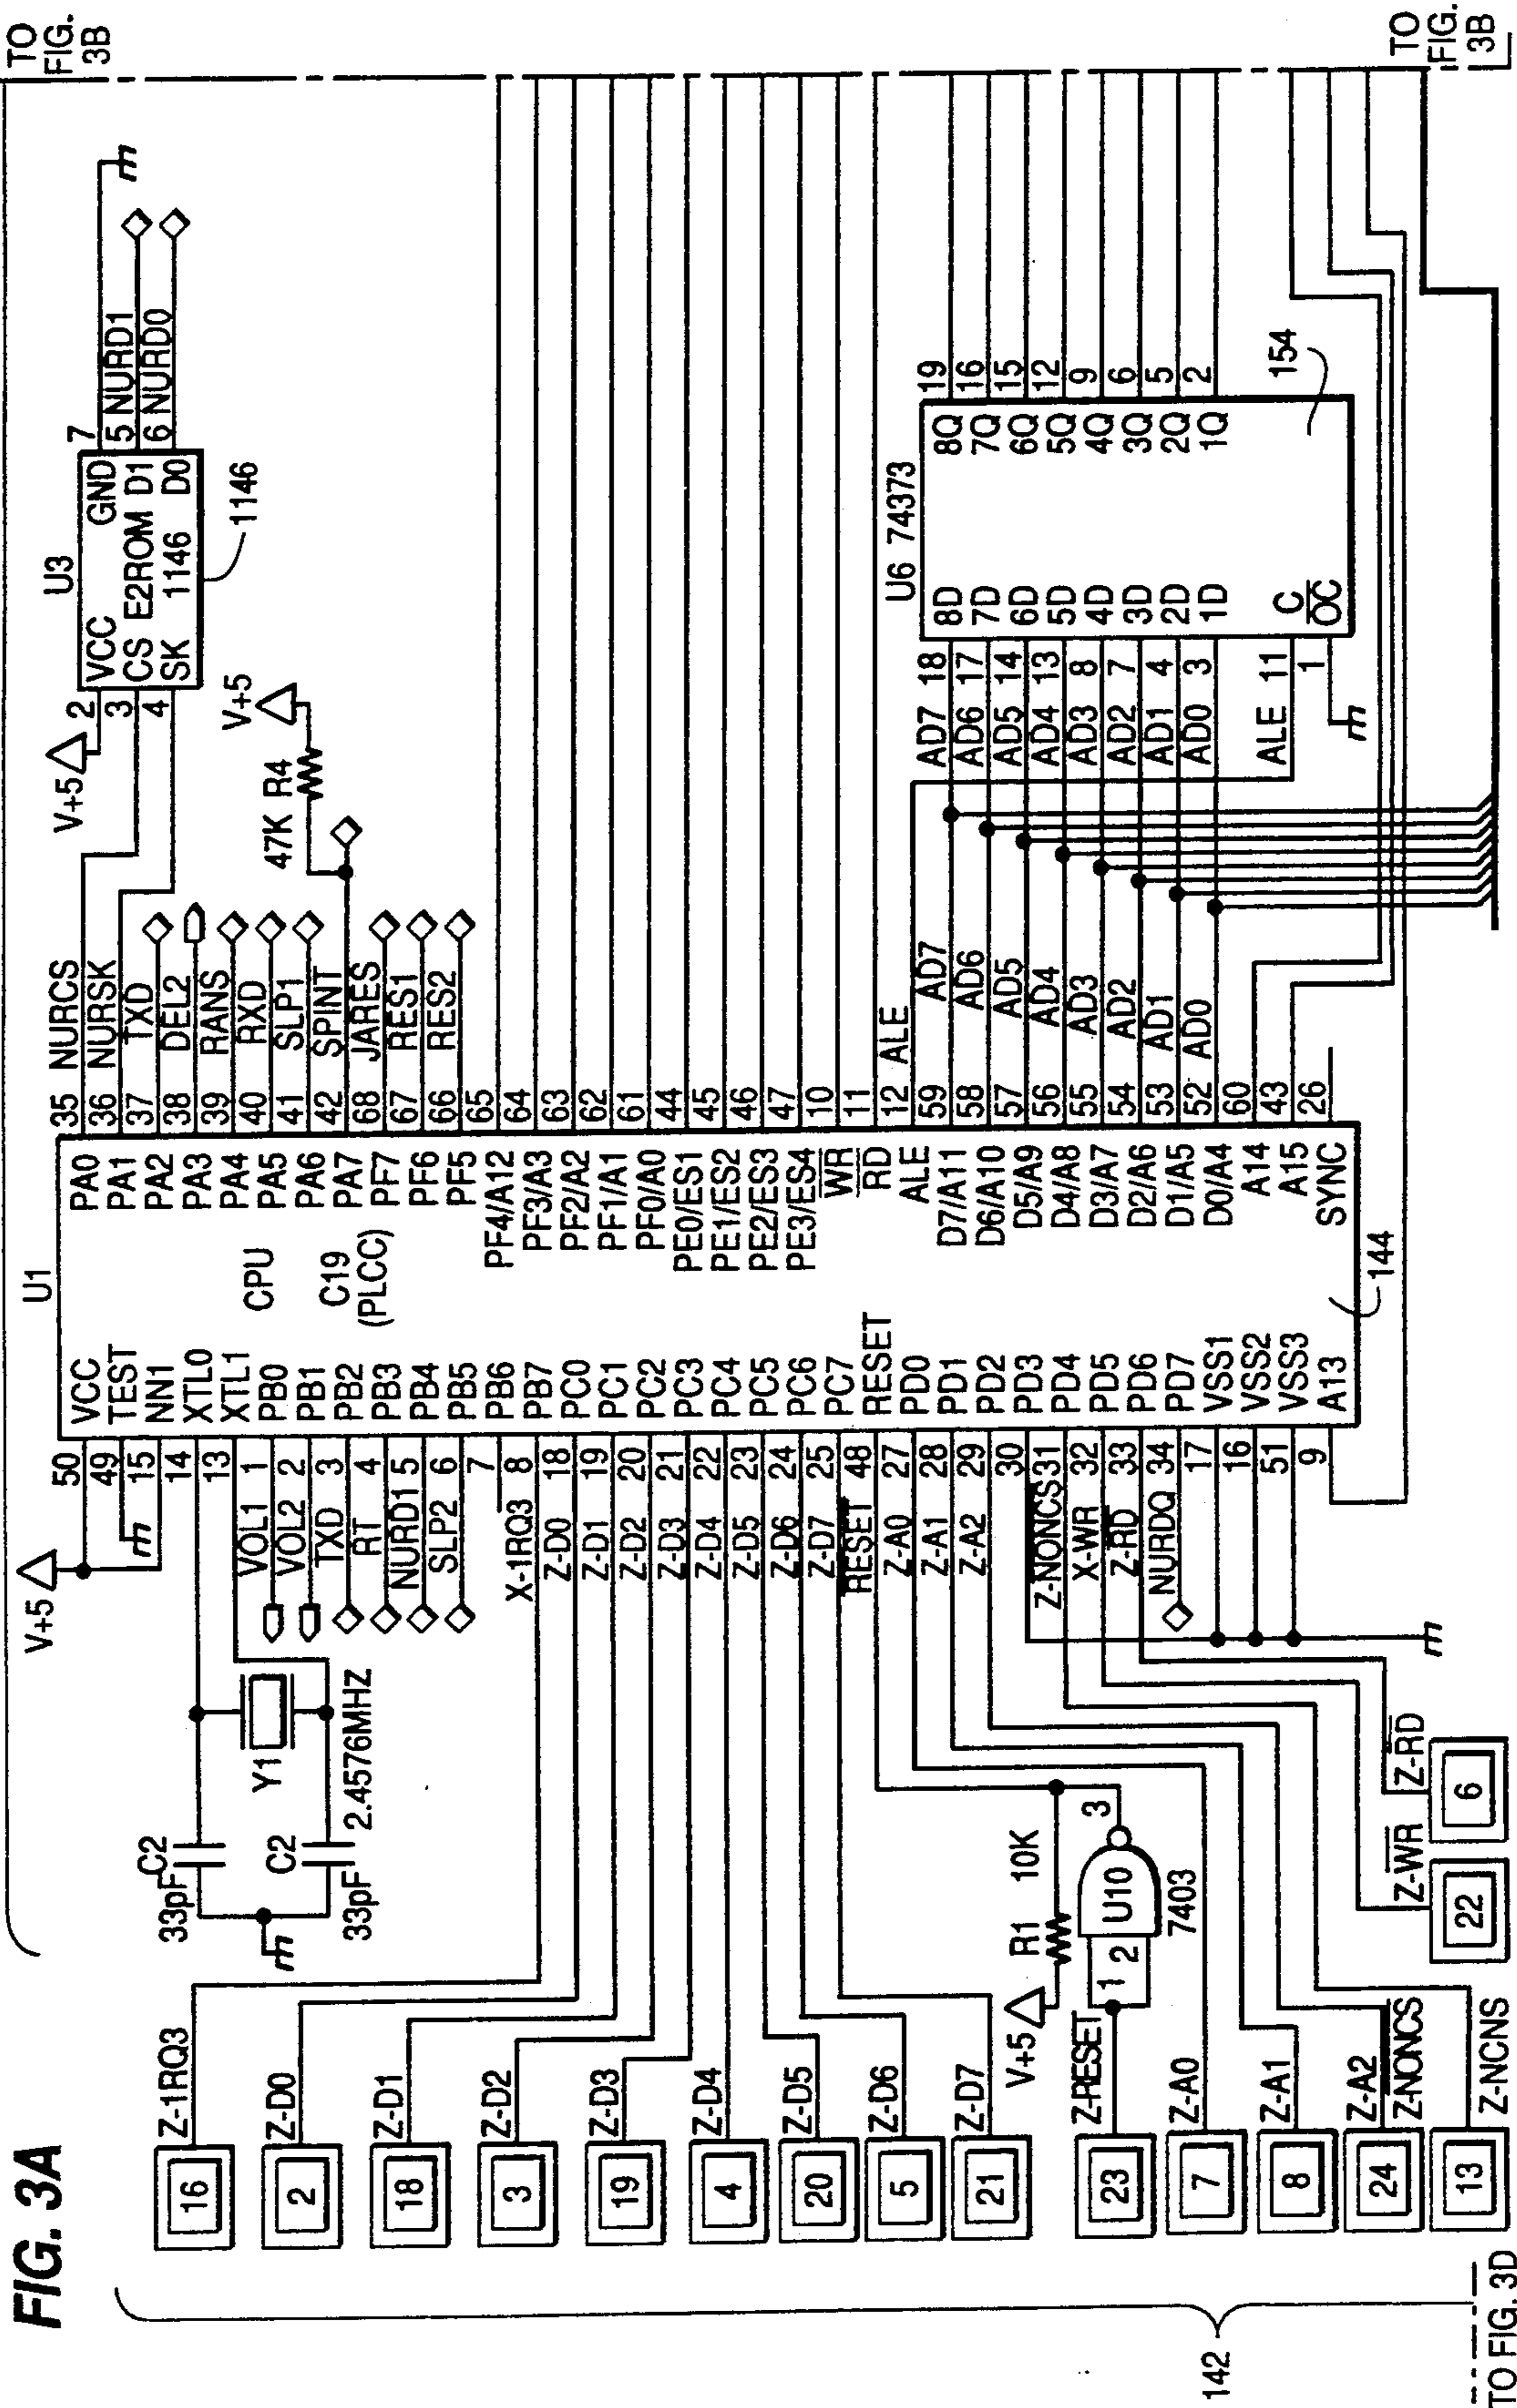 FIG. 3A
TO
FIG.
3B
U1
CPU
C19
(PLCC)
144
V+5
50 VCC
49 TEST
15 NN1
14 XTL0
13 XTL1
VOL1 1 PB0
VOL2 2 PB1
TXD 3 PB2
RT 4 PB3
NURD1 5 PB4
SLP2 6 PB5
7 PB6
X-1RQ3 8 PB7
Z-D0 18 PC0
Z-D1 19 PC1
Z-D2 20 PC2
Z-D3 21 PC3
Z-D4 22 PC4
Z-D5 23 PC5
Z-D6 24 PC6
Z-D7 25 PC7
RESET 48 RESET
Z-A0 27 PD0
Z-A1 28 PD1
Z-A2 29 PD2
30 PD3
Z-NONCS 31 PD4
X-WR 32 PD5
Z-RD 33 PD6
NURDQ 34 PD7
17 VSS1
16 VSS2
51 VSS3
9 A13
PA0 35 NURCS
PA1 36 NURSK
PA2 37 TXD
PA3 38 DEL2
PA4 39 RANS
PA5 40 RXD
PA6 41 SLP1
PA7 42 SPINT
PF7 68 JARES
PF6 67 RES1
PF5 66 RES2
65
PF4/A12 64
PF3/A3 63
PF2/A2 62
PF1/A1 61
PF0/A0 44
PE0/ES1 45
PE1/ES2 46
PE2/ES3 47
PE3/ES4 10
WR 11
RD 12 ALE
ALE 59 AD7
D7/A11 58 AD6
D6/A10 57 AD5
D5/A9 56 AD4
D4/A8 55 AD3
D3/A7 54 AD2
D2/A6 53 AD1
D1/A5 52 AD0
D0/A4 60
A14 43
A15 26
SYNC
U3
V+5
2 VCC GND 7
3 CS E2ROM D1 5 NURD1
4 SK 1146 D0 6 NURD0
1146
V+5
47K R4
U6 74373
AD7 18 8D 8Q 19
AD6 17 7D 7Q 16
AD5 14 6D 6Q 15
AD4 13 5D 5Q 12
AD3 8 4D 4Q 9
AD2 7 3D 3Q 6
AD1 4 2D 2Q 5
AD0 3 1D 1Q 2
ALE 11 C
1 OC
154
C2
33pF
C2
33pF
Y1
2.4576MHZ
16 Z-1RQ3
2 Z-D0
18 Z-D1
3 Z-D2
19 Z-D3
4 Z-D4
20 Z-D5
5 Z-D6
21 Z-D7
V+5
R1 10K
23 Z-RESET
1 2 U10 3
7403
7 Z-A0
8 Z-A1
24 Z-A2
Z-NONCS
13 Z-NCNS
22 Z-WR
6 Z-RD
142
TO FIG. 3D
TO
FIG.
3B